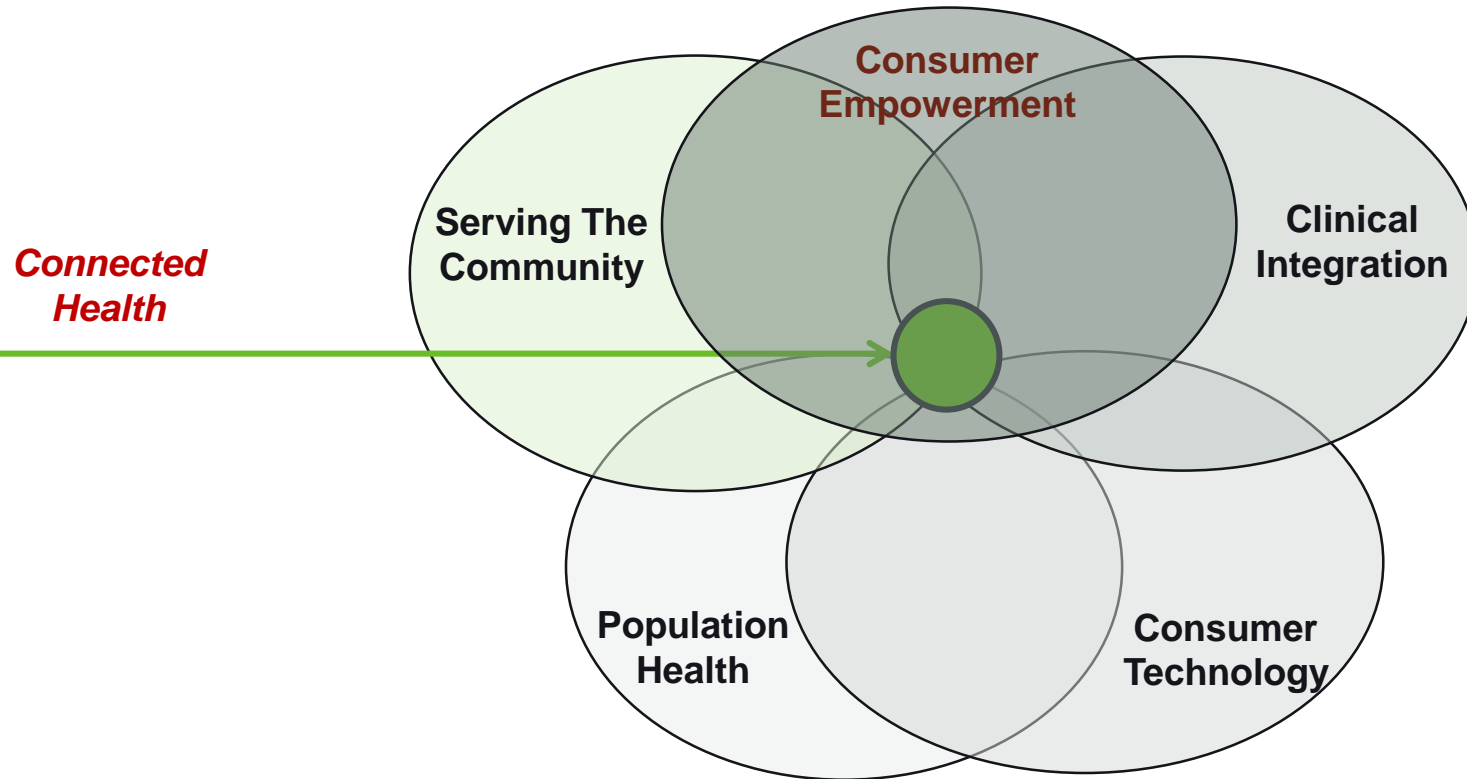 Consumer
Empowerment
Serving The
Community
Clinical
Integration
Connected
Health
Population
Health
Consumer
Technology